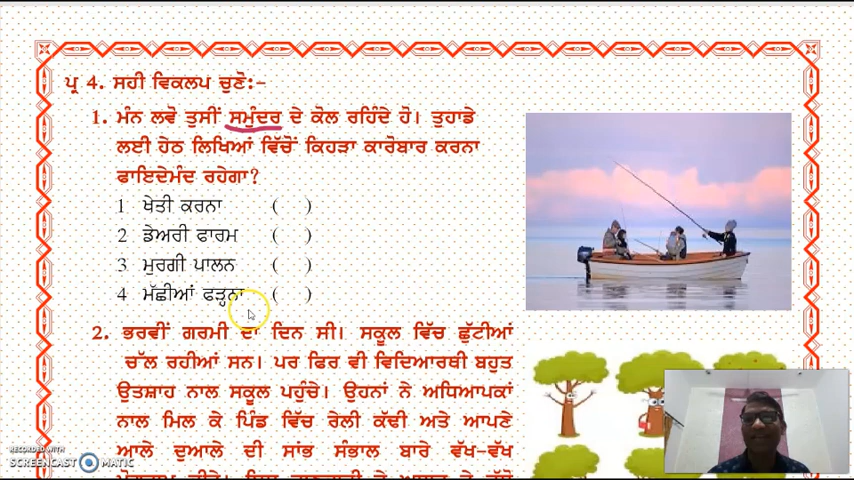 ਪ੍ਰ 4. ਸਹੀ ਵਿਕਲਪ ਚੁਣੋ:-
1. ਮੰਨ ਲਵੋ ਤੁਸੀਂ ਸਮੁੰਦਰ ਦੇ ਕੋਲ ਰਹਿੰਦੇ ਹੋ। ਤੁਹਾਡੇ
ਲਈ ਹੇਠ ਲਿਖਿਆਂ ਵਿੱਚੋਂ ਕਿਹੜਾ ਕਾਰੋਬਾਰ ਕਰਨਾ
ਫਾਇਦੇਮੰਦ ਰਹੇਗਾ?
1 ਖੇਤੀ ਕਰਨਾ ( )
2 ਡੇਅਰੀ ਫਾਰਮ ( )
3 ਮੁਰਗੀ ਪਾਲਨ ( )
4 ਮੱਛੀਆਂ ਫੜ੍ਹਨਾ ( )
2. ਭਰਵੀਂ ਗਰਮੀ ਦਾ ਦਿਨ ਸੀ। ਸਕੂਲ ਵਿੱਚ ਛੁੱਟੀਆਂ
ਚੱਲ ਰਹੀਆਂ ਸਨ। ਪਰ ਫਿਰ ਵੀ ਵਿਦਿਆਰਥੀ ਬਹੁਤ
ਉਤਸ਼ਾਹ ਨਾਲ ਸਕੂਲ ਪਹੁੰਚੇ। ਉਹਨਾਂ ਨੇ ਅਧਿਆਪਕਾਂ
ਨਾਲ ਮਿਲ ਕੇ ਪਿੰਡ ਵਿੱਚ ਰੇਲੀ ਕੱਢੀ ਅਤੇ ਆਪਣੇ
ਆਲੇ ਦੁਆਲੇ ਦੀ ਸਾਭ ਸੰਭਾਲ ਬਾਰੇ ਵੱਖ-ਵੱਖ
RECORDED WITH
SCREENCAST MATIC